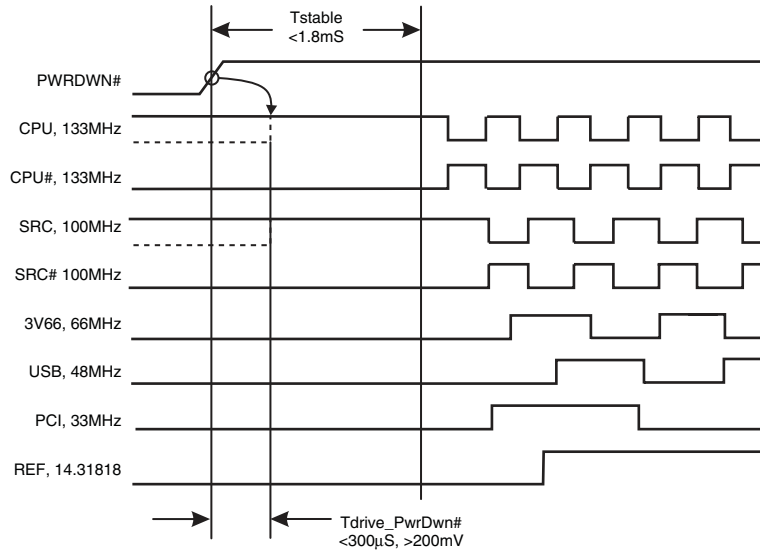 Tstable
<1.8mS
PWRDWN#
CPU, 133MHz
CPU#, 133MHz
SRC, 100MHz
SRC# 100MHz
3V66, 66MHz
USB, 48MHz
PCI, 33MHz
REF, 14.31818
Tdrive_PwrDwn#
<300µS, >200mV